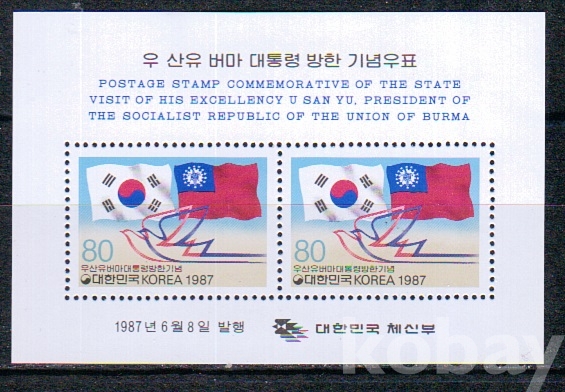 우 산유 버마 대통령 방한 기념우표
POSTAGE STAMP COMMEMORATIVE OF THE STATE
VISIT OF HIS EXCELLENCY U SAN YU, PRESIDENT OF
THE SOCIALIST REPUBLIC OF THE UNION OF BURMA
80
우산유버마대통령방한기념
대한민국 KOREA 1987
80
우산유버마대통령방한기념
대한민국 KOREA 1987
1987년 6월 8일 발행 대한민국 체신부
kobay